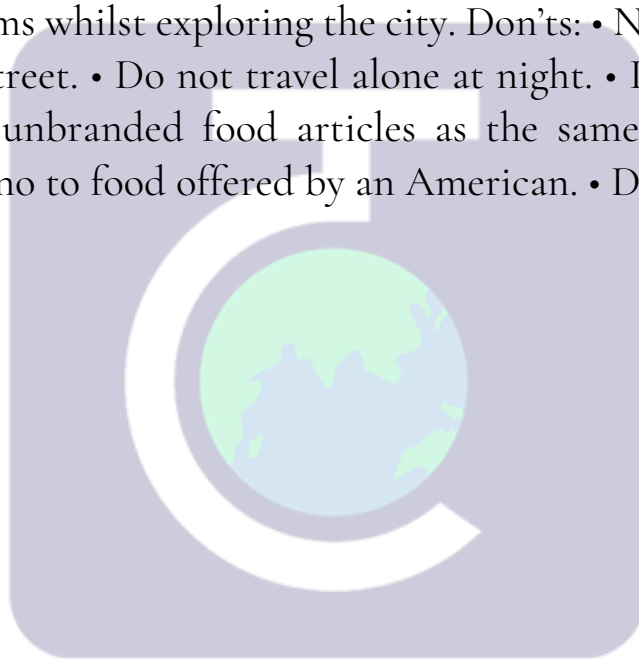 ms whilst exploring the city. Don’ts: • N
treet. • Do not travel alone at night. •
unbranded food articles as the same
no to food offered by an American. • D